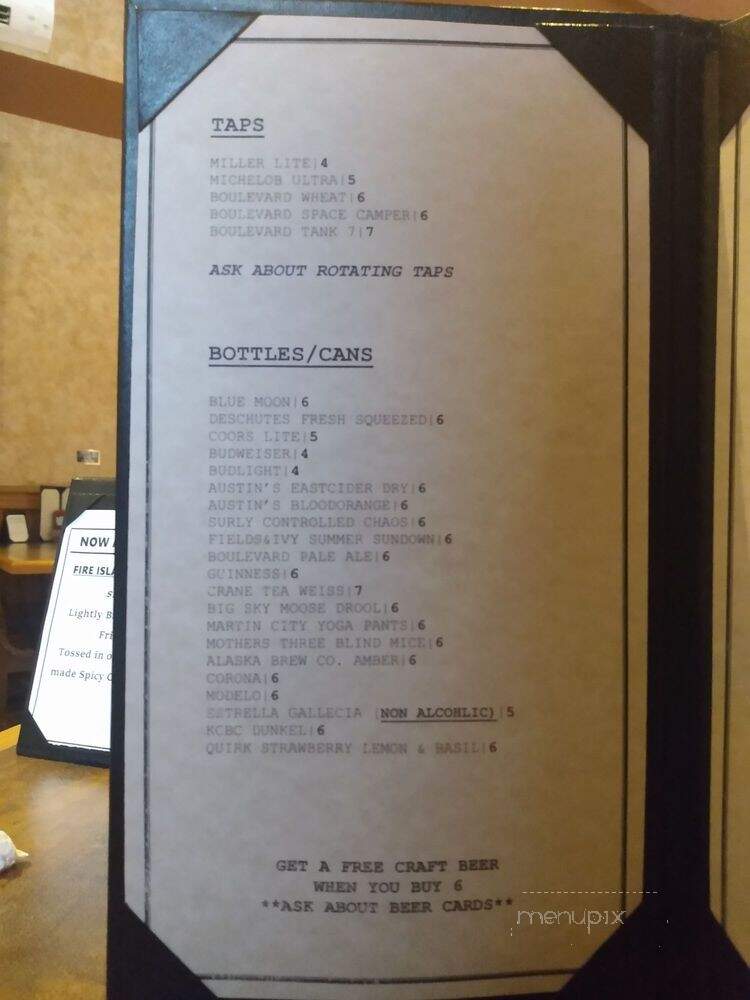 TAPS
MILLER LITE|4
MICHELOB ULTRA|5
BOULEVARD WHEAT|6
BOULEVARD SPACE CAMPER|6
BOULEVARD TANK 7|7
ASK ABOUT ROTATING TAPS
BOTTLES/CANS
BLUE MOON|6
DESCHUTES FRESH SQUEEZED|6
COORS LITE|5
BUDWEISER|4
BUDLIGHT|4
AUSTIN'S EASTCIDER DRY|6
AUSTIN'S BLOODORANGE|6
SURLY CONTROLLED CHAOS|6
FIELDS&IVY SUMMER SUNDOWN|6
BOULEVARD PALE ALE|6
GUINNESS|6
CRANE TEA WEISS|7
BIG SKY MOOSE DROOL|6
MARTIN CITY YOGA PANTS|6
MOTHERS THREE BLIND MICE|6
ALASKA BREW CO. AMBER|6
CORONA|6
MODELO|6
ESTRELLA GALLECIA (NON ALCOHLIC)|5
KCBC DUNKEL|6
QUIRK STRAWBERRY LEMON & BASIL|6
GET A FREE CRAFT BEER
WHEN YOU BUY 6
**ASK ABOUT BEER CARDS**
menupix
NOW
FIRE
Lightly
Tossed in
made Spicy